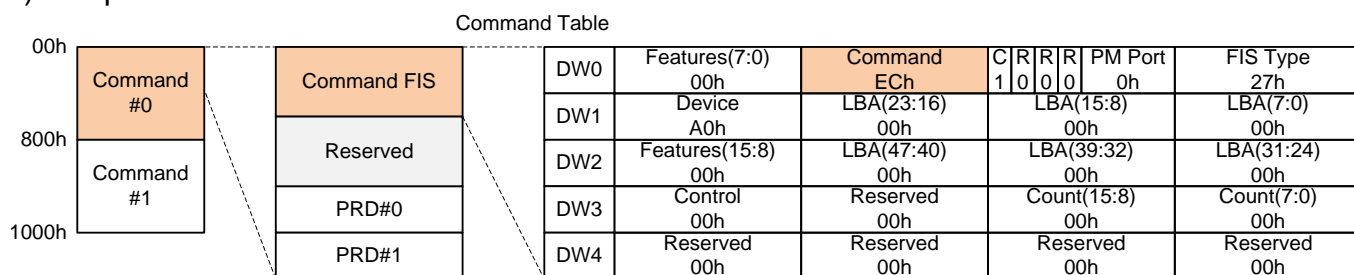 Command Table
00h
Command
#0
800h
Command
#1
1000h
Command FIS
Reserved
PRD#0
PRD#1
DW0
Features(7:0)
00h
Command
ECh
C R R R PM Port
1 0 0 0 0h
FIS Type
27h
DW1
Device
A0h
LBA(23:16)
00h
LBA(15:8)
00h
LBA(7:0)
00h
DW2
Features(15:8)
00h
LBA(47:40)
00h
LBA(39:32)
00h
LBA(31:24)
00h
DW3
Control
00h
Reserved
00h
Count(15:8)
00h
Count(7:0)
00h
DW4
Reserved
00h
Reserved
00h
Reserved
00h
Reserved
00h